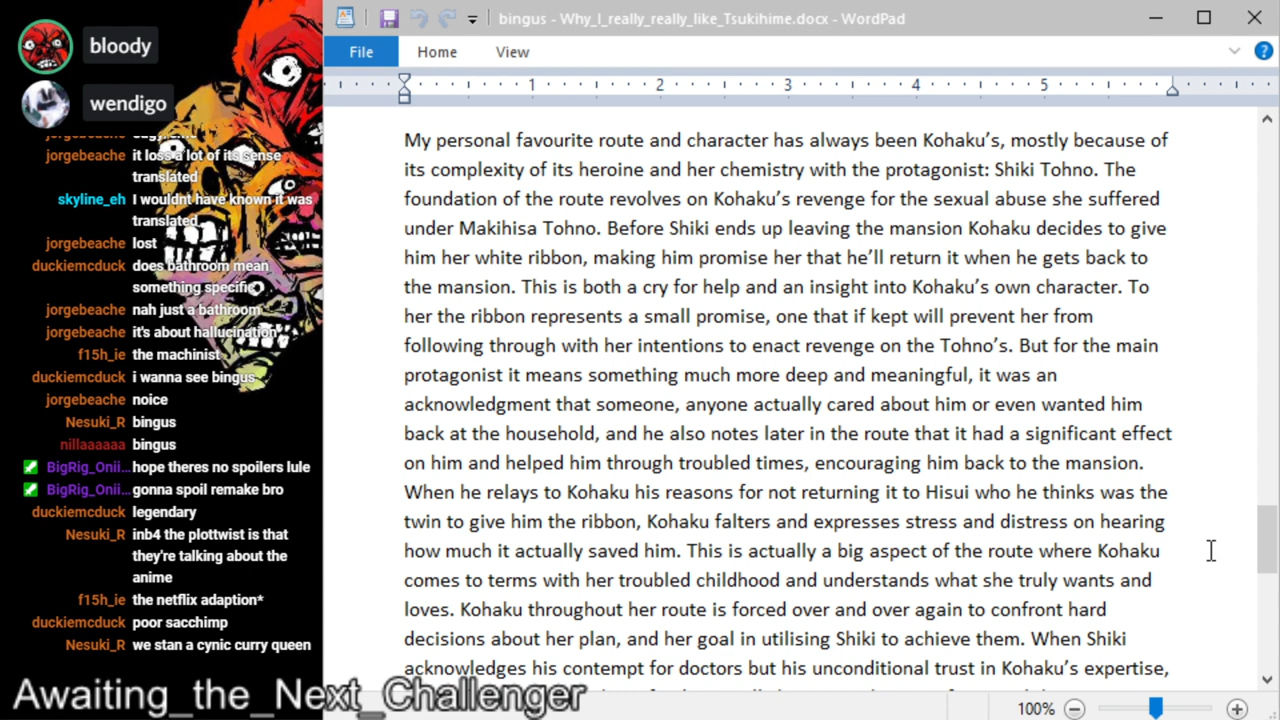 bloody
wendigo
jorgebeache
jorgebeache it loss a lot of its sense
translated
skyline_eh I wouldnt have known it was
translated
jorgebeache lost
duckiemcduck does bathroom mean
something specific
jorgebeache nah just a bathroom
jorgebeache it's about hallucination
f15h_ie the machinist
duckiemcduck i wanna see bingus
jorgebeache noice
Nesuki_R bingus
nillaaaaaa bingus
BigRig_Onii... hope theres no spoilers lule
BigRig_Onii... gonna spoil remake bro
duckiemcduck legendary
Nesuki_R inb4 the plottwist is that
they're talking about the
anime
f15h_ie the netflix adaption*
duckiemcduck poor sacchimp
Nesuki_R we stan a cynic curry queen
Awaiting_the_Next_Challenger
bingus - Why_I_really_really_like_Tsukihime.docx - WordPad
File Home View
1 2 3 4 5
My personal favourite route and character has always been Kohaku’s, mostly because of
its complexity of its heroine and her chemistry with the protagonist: Shiki Tohno. The
foundation of the route revolves on Kohaku’s revenge for the sexual abuse she suffered
under Makihisa Tohno. Before Shiki ends up leaving the mansion Kohaku decides to give
him her white ribbon, making him promise her that he’ll return it when he gets back to
the mansion. This is both a cry for help and an insight into Kohaku’s own character. To
her the ribbon represents a small promise, one that if kept will prevent her from
following through with her intentions to enact revenge on the Tohno’s. But for the main
protagonist it means something much more deep and meaningful, it was an
acknowledgment that someone, anyone actually cared about him or even wanted him
back at the household, and he also notes later in the route that it had a significant effect
on him and helped him through troubled times, encouraging him back to the mansion.
When he relays to Kohaku his reasons for not returning it to Hisui who he thinks was the
twin to give him the ribbon, Kohaku falters and expresses stress and distress on hearing
how much it actually saved him. This is actually a big aspect of the route where Kohaku
comes to terms with her troubled childhood and understands what she truly wants and
loves. Kohaku throughout her route is forced over and over again to confront hard
decisions about her plan, and her goal in utilising Shiki to achieve them. When Shiki
acknowledges his contempt for doctors but his unconditional trust in Kohaku’s expertise,
100%